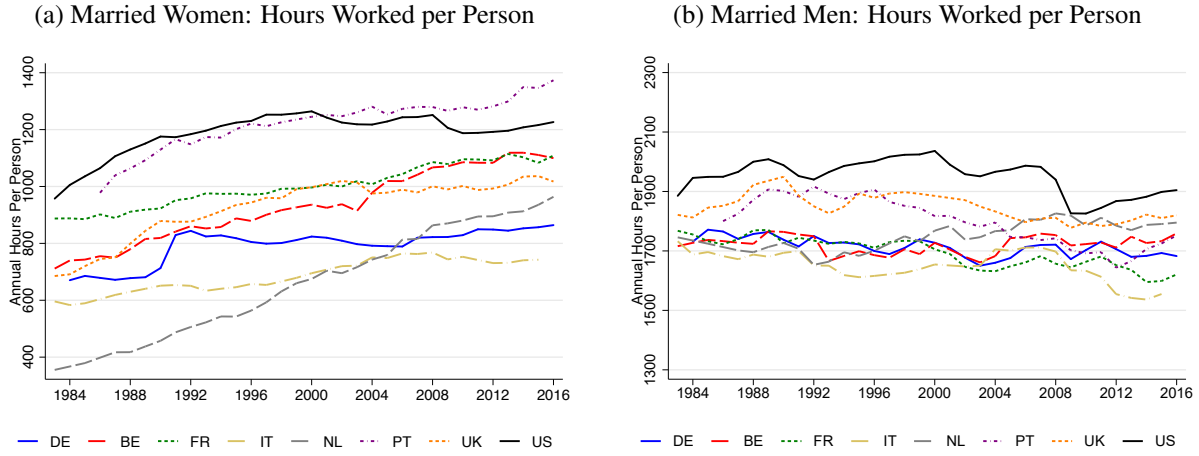 (a) Married Women: Hours Worked per Person
Annual Hours Per Person
1400
1200
1000
800
600
400
1984 1988 1992 1996 2000 2004 2008 2012 2016
DE BE FR IT NL PT UK US
(b) Married Men: Hours Worked per Person
Annual Hours Per Person
2300
2100
1900
1700
1500
1300
1984 1988 1992 1996 2000 2004 2008 2012 2016
DE BE FR IT NL PT UK US